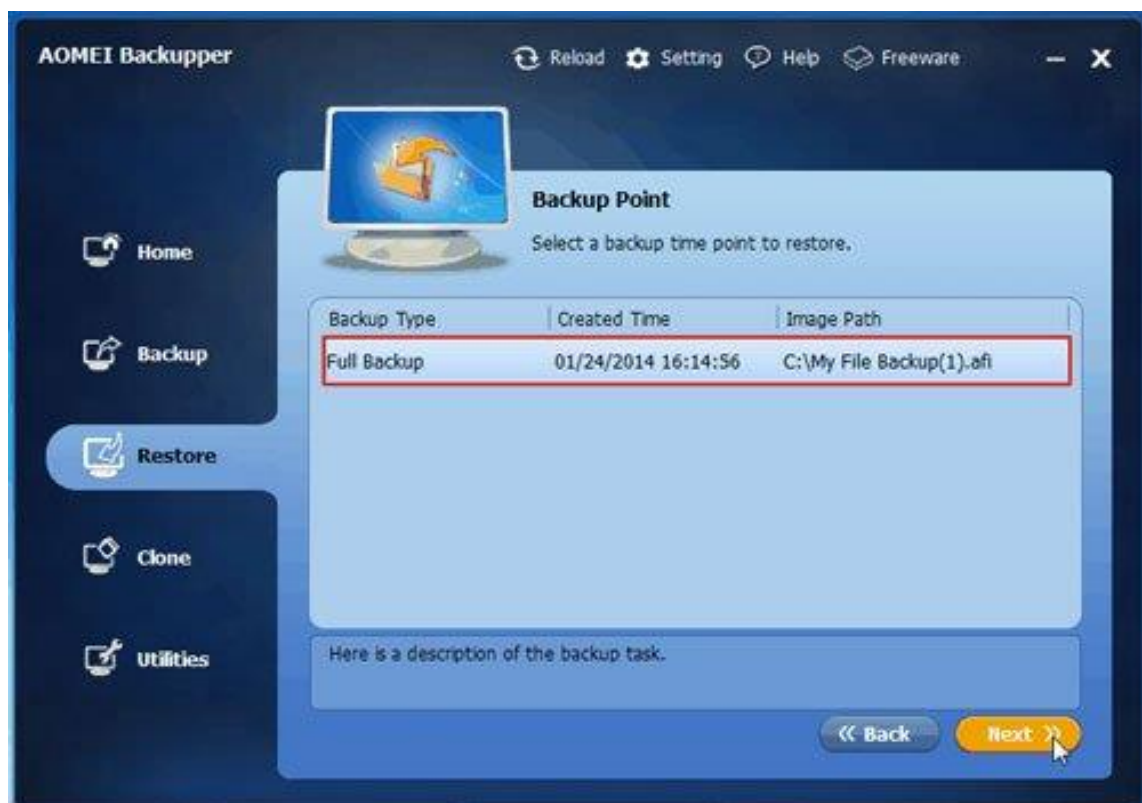 AOMEI Backupper Reload Setting Help Freeware
Backup Point
Select a backup time point to restore.
Home
Backup Type Created Time Image Path
Full Backup 01/24/2014 16:14:56 C:\My File Backup(1).afi
Backup
Restore
Clone
Utilities
Here is a description of the backup task.
Back Next